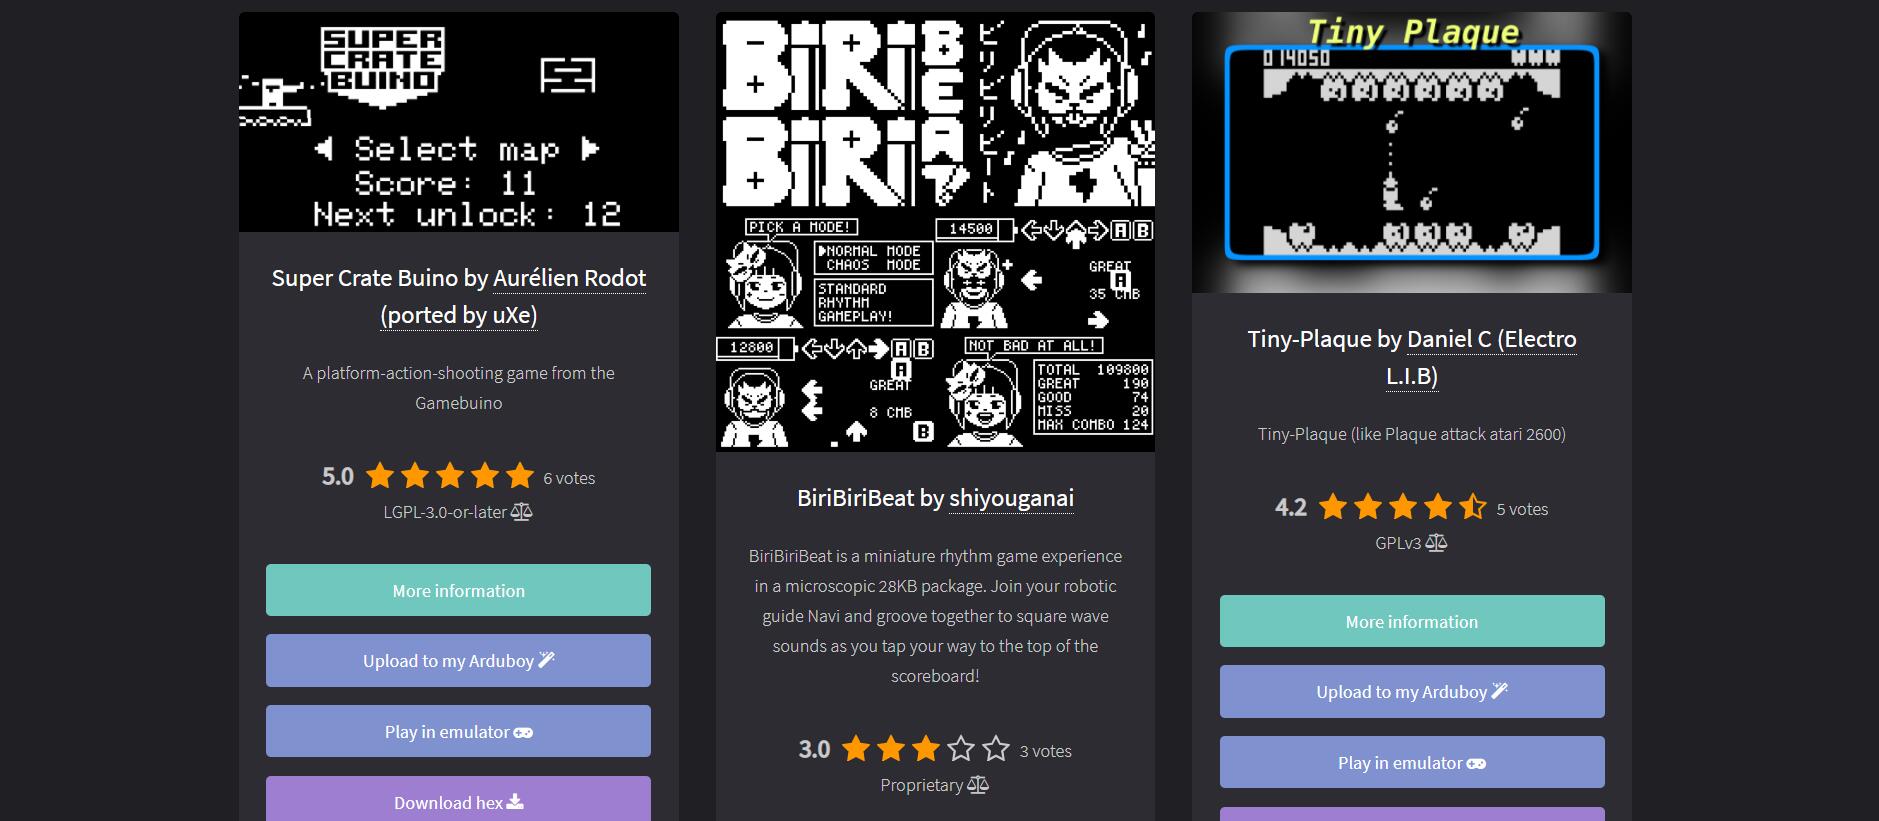 SUPER
CRATE
BUINO
Select map
Score: 11
Next unlock: 12
Super Crate Buino by Aurélien Rodot
(ported by uXe)
A platform-action-shooting game from the
Gamebuino
5.0
6 votes
LGPL-3.0-or-later
More information
Upload to my Arduboy
Play in emulator
Download hex
BiRi
BiRi
BEAT
ビリビリビート
PICK A MODE!
NORMAL MODE
CHAOS MODE
STANDARD
RHYTHM
GAMEPLAY!
14500
A B
GREAT
A
35 CMB
12800
A B
A
GREAT
8 CMB
B
NOT BAD AT ALL!
TOTAL 109800
GREAT 190
GOOD 74
MISS 20
MAX COMBO 124
BiriBiriBeat by shiyouganai
BiriBiriBeat is a miniature rhythm game experience
in a microscopic 28KB package. Join your robotic
guide Navi and groove together to square wave
sounds as you tap your way to the top of the
scoreboard!
3.0
3 votes
Proprietary
Tiny Plaque
014050
Tiny-Plaque by Daniel C (Electro
L.I.B)
Tiny-Plaque (like Plaque attack atari 2600)
4.2
5 votes
GPLv3
More information
Upload to my Arduboy
Play in emulator